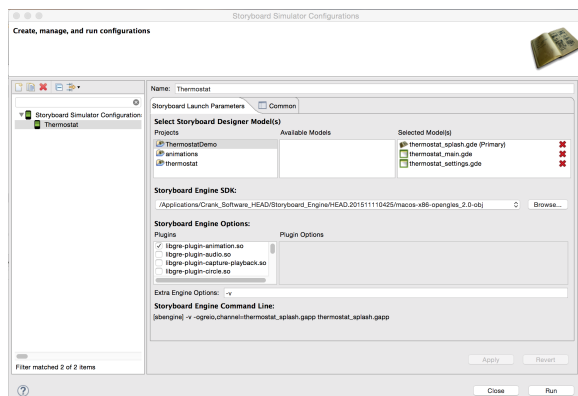 Storyboard Simulator Configurations
Create, manage, and run configurations
Name: Thermostat
Storyboard Launch Parameters
Common
Storyboard Simulator Configuration
Thermostat
Select Storyboard Designer Model(s)
Projects
Available Models
Selected Model(s)
ThermostatDemo
animations
thermostat
thermostat_splash.gde (Primary)
thermostat_main.gde
thermostat_settings.gde
Storyboard Engine SDK:
/Applications/Crank_Software_HEAD/Storyboard_Engine/HEAD.201511110425/macos-x86-opengles_2.0-obj
Browse...
Storyboard Engine Options:
Plugins
Plugin Options
libgre-plugin-animation.so
libgre-plugin-audio.so
libgre-plugin-capture-playback.so
libgre-plugin-circle.so
Extra Engine Options: -v
Storyboard Engine Command Line:
[sbengine] -v -ogreio,channel=thermostat_splash.gapp thermostat_splash.gapp
Filter matched 2 of 2 items
Apply
Revert
?
Close
Run